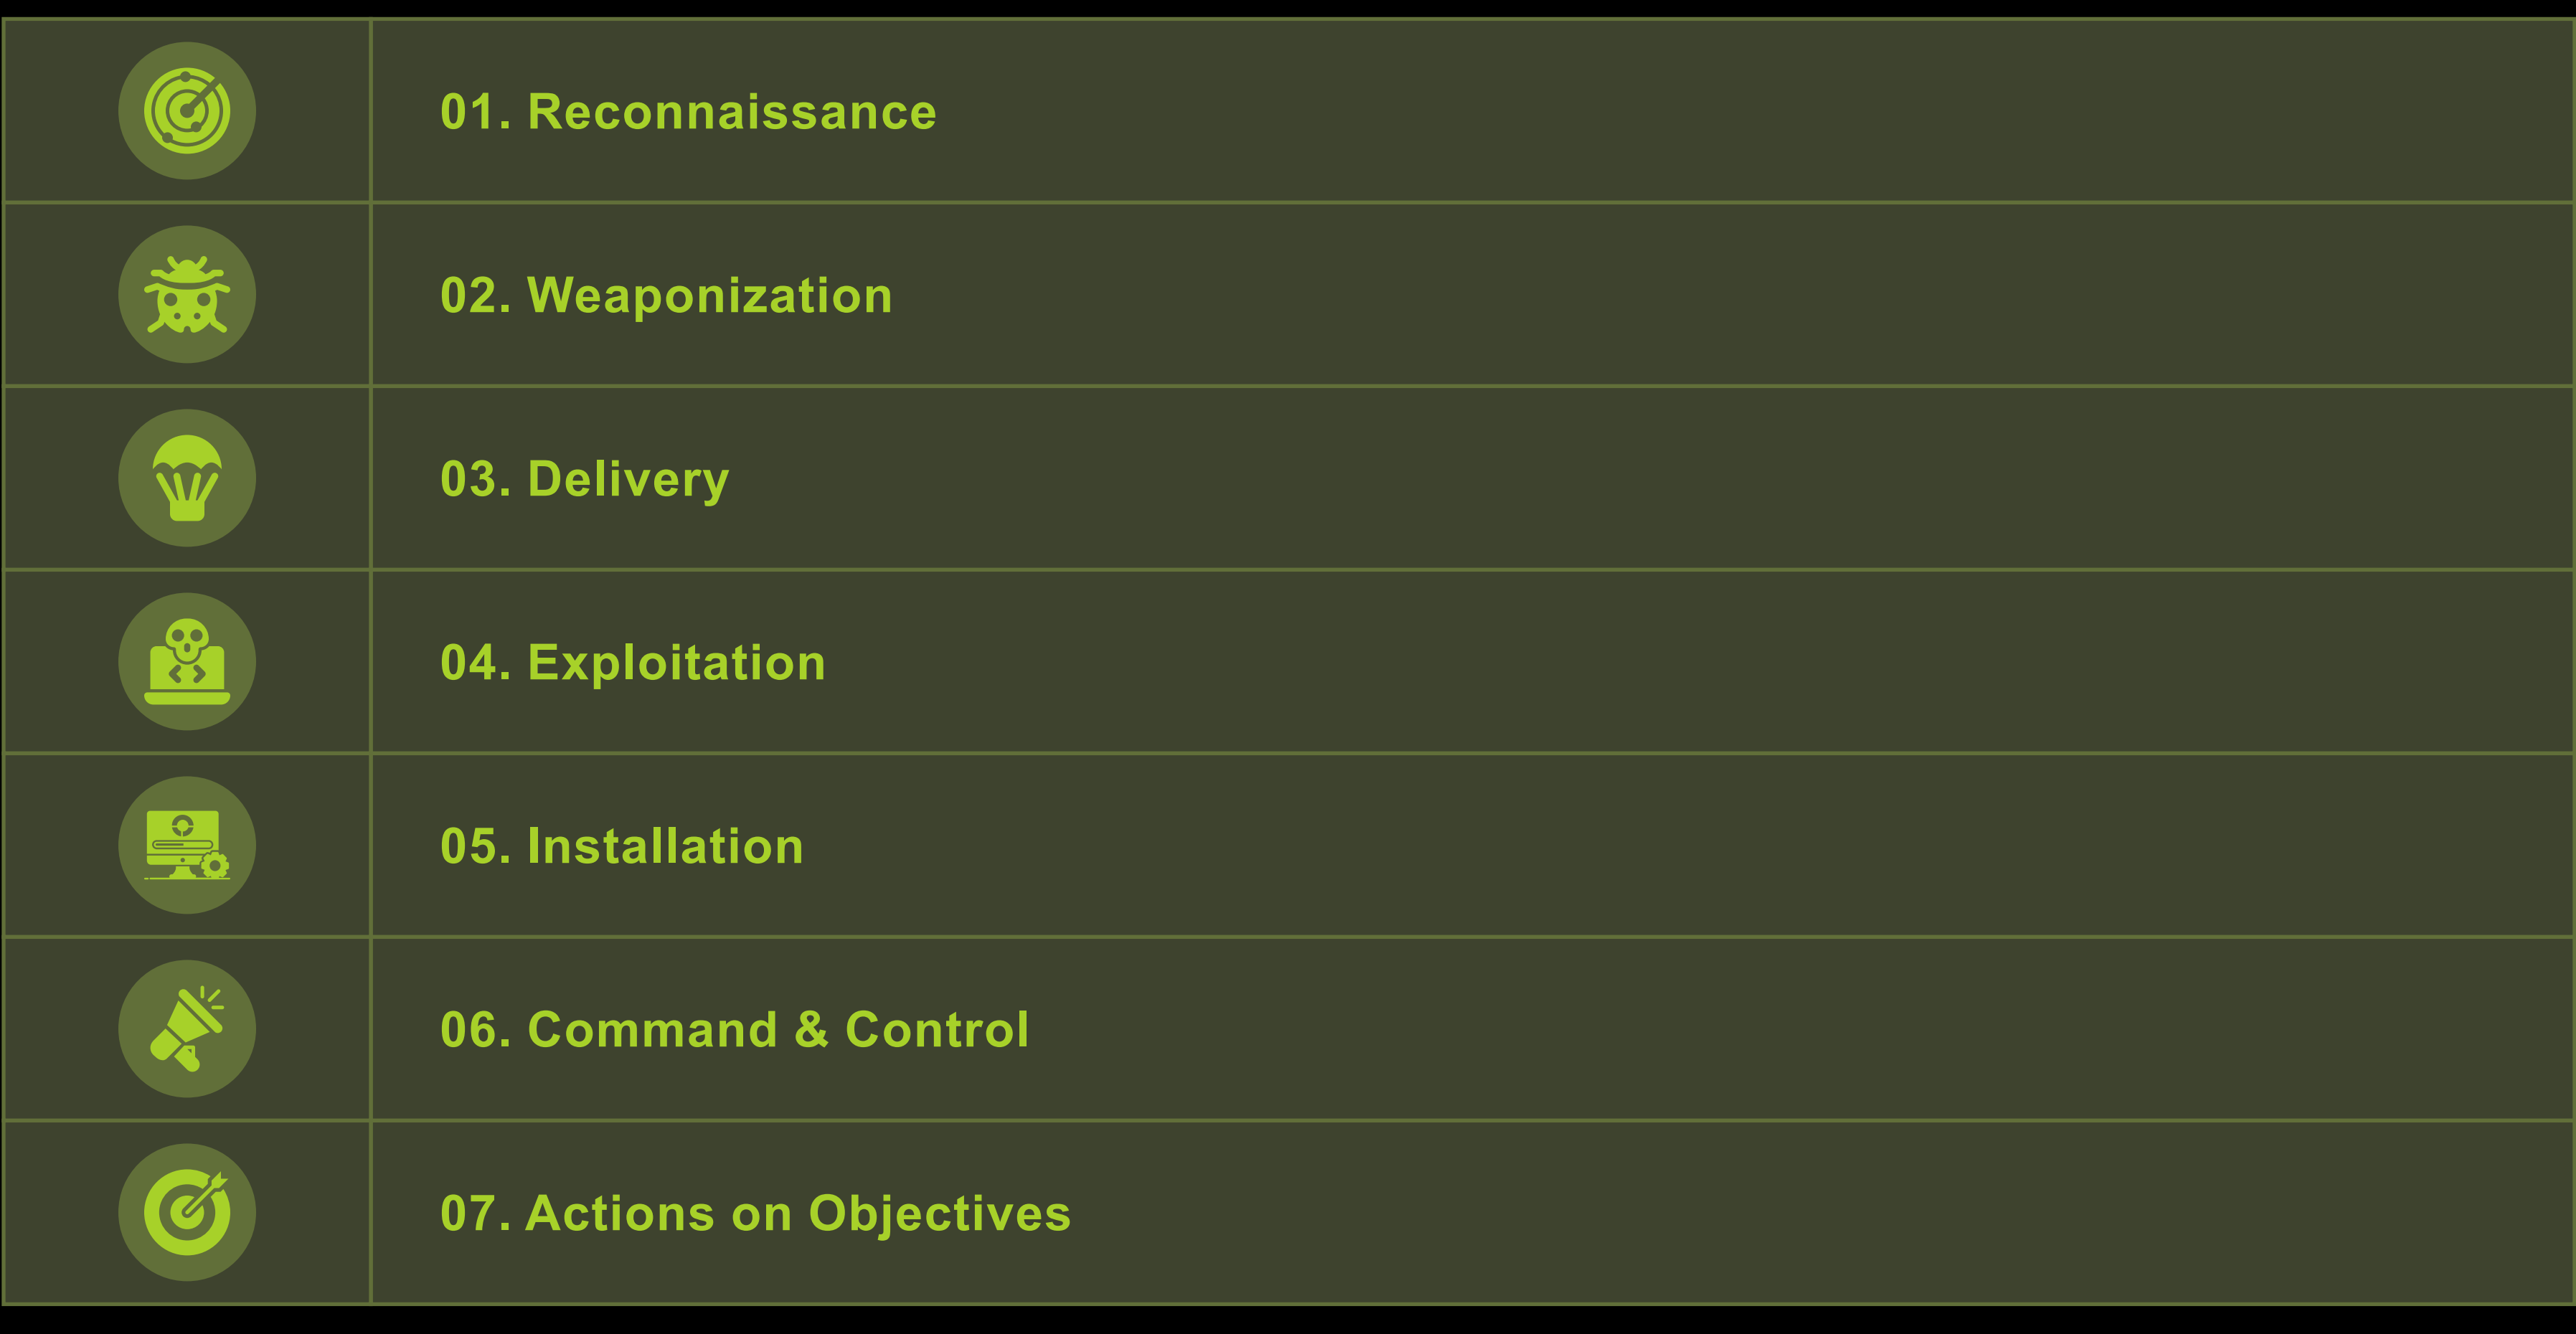 01. Reconnaissance
02. Weaponization
03. Delivery
04. Exploitation
05. Installation
06. Command & Control
07. Actions on Objectives